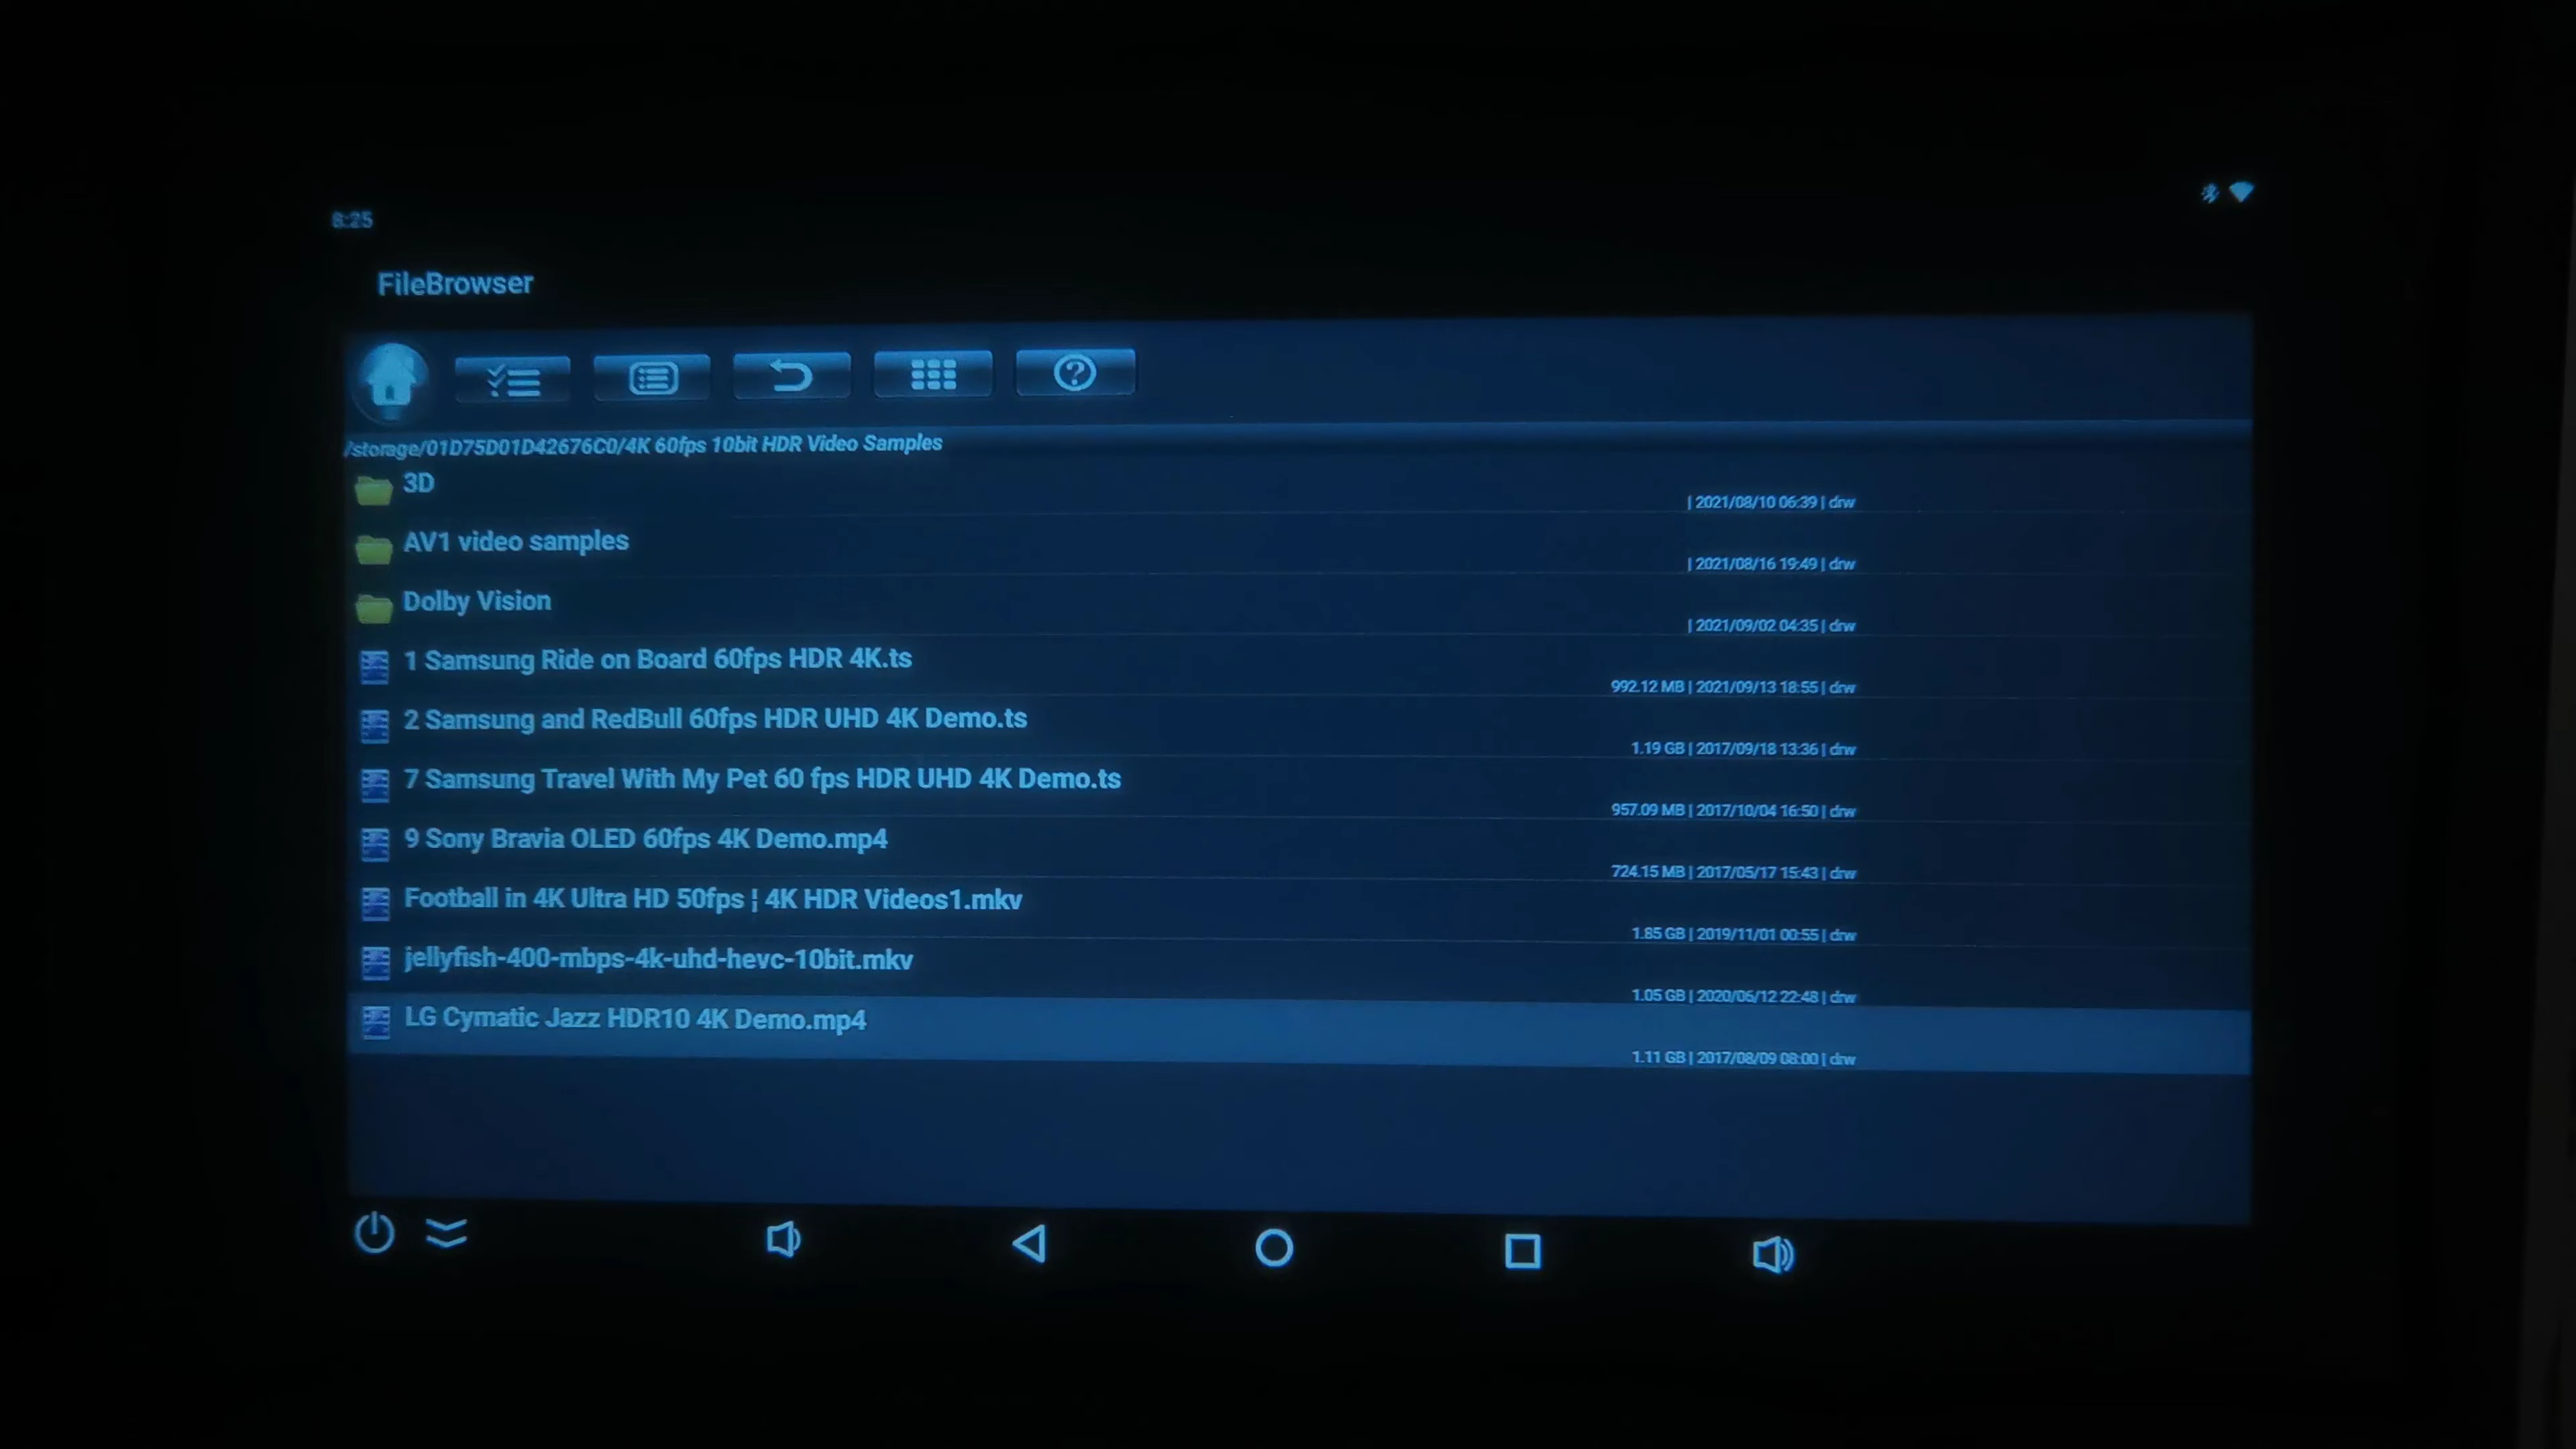 8:25
FileBrowser
/storage/01D75D01D42676C0/4K 60fps 10bit HDR Video Samples
3D
| 2021/08/10 06:39 | drw
AV1 video samples
| 2021/08/16 19:49 | drw
Dolby Vision
| 2021/09/02 04:35 | drw
1 Samsung Ride on Board 60fps HDR 4K.ts
992.12 MB | 2021/09/13 18:55 | drw
2 Samsung and RedBull 60fps HDR UHD 4K Demo.ts
1.19 GB | 2017/09/18 13:36 | drw
7 Samsung Travel With My Pet 60 fps HDR UHD 4K Demo.ts
957.09 MB | 2017/10/04 16:50 | drw
9 Sony Bravia OLED 60fps 4K Demo.mp4
724.15 MB | 2017/05/17 15:43 | drw
Football in 4K Ultra HD 50fps ¦ 4K HDR Videos1.mkv
1.85 GB | 2019/11/01 00:55 | drw
jellyfish-400-mbps-4k-uhd-hevc-10bit.mkv
1.05 GB | 2020/06/12 22:48 | drw
LG Cymatic Jazz HDR10 4K Demo.mp4
1.11 GB | 2017/08/09 08:00 | drw